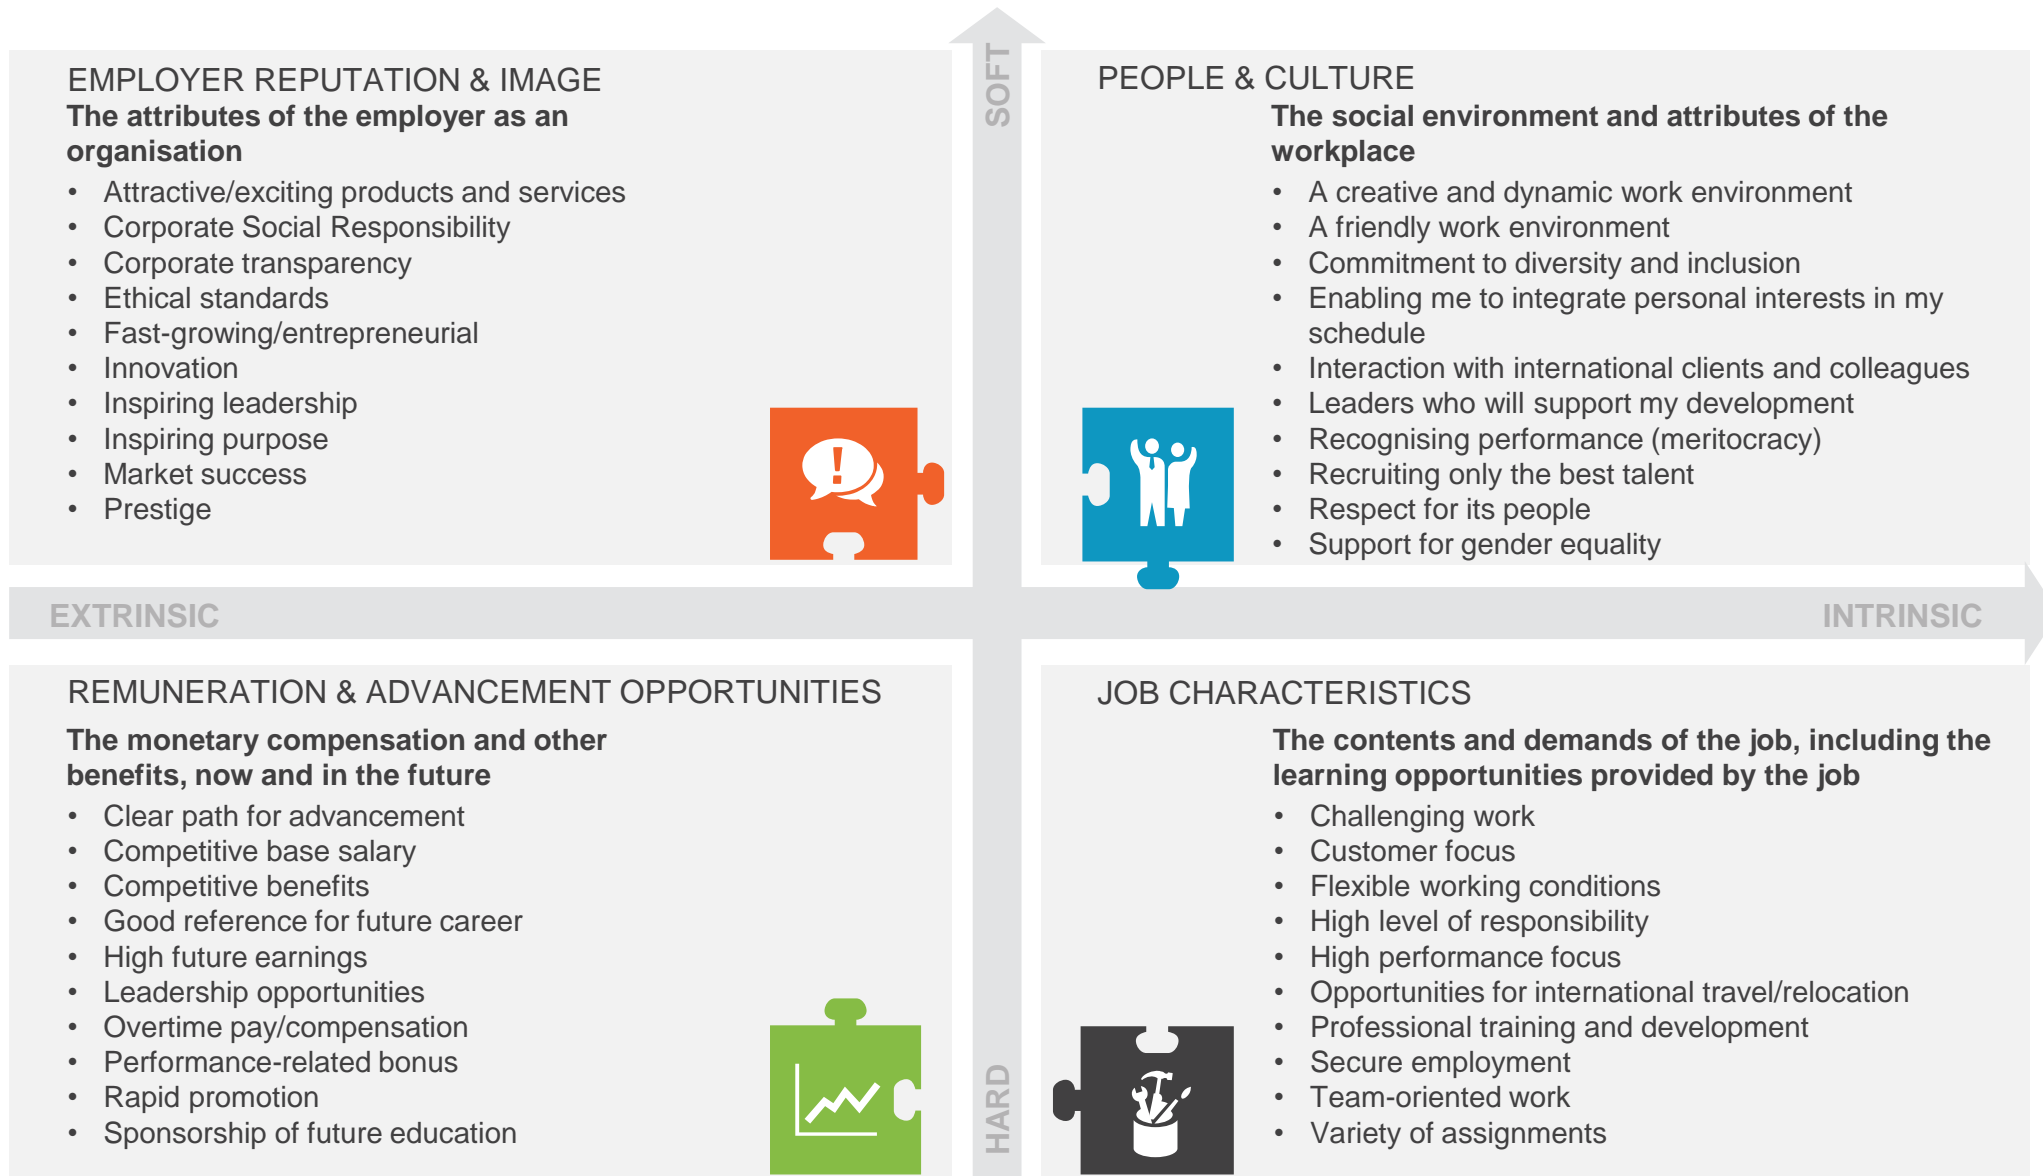 EMPLOYER REPUTATION & IMAGE
The attributes of the employer as an
organisation
• Attractive/exciting products and services
• Corporate Social Responsibility
• Corporate transparency
• Ethical standards
• Fast-growing/entrepreneurial
• Innovation
• Inspiring leadership
• Inspiring purpose
• Market success
• Prestige
!
SOFT
PEOPLE & CULTURE
The social environment and attributes of the
workplace
• A creative and dynamic work environment
• A friendly work environment
• Commitment to diversity and inclusion
• Enabling me to integrate personal interests in my
schedule
• Interaction with international clients and colleagues
• Leaders who will support my development
• Recognising performance (meritocracy)
• Recruiting only the best talent
• Respect for its people
• Support for gender equality
EXTRINSIC
INTRINSIC
REMUNERATION & ADVANCEMENT OPPORTUNITIES
The monetary compensation and other
benefits, now and in the future
• Clear path for advancement
• Competitive base salary
• Competitive benefits
• Good reference for future career
• High future earnings
• Leadership opportunities
• Overtime pay/compensation
• Performance-related bonus
• Rapid promotion
• Sponsorship of future education
HARD
JOB CHARACTERISTICS
The contents and demands of the job, including the
learning opportunities provided by the job
• Challenging work
• Customer focus
• Flexible working conditions
• High level of responsibility
• High performance focus
• Opportunities for international travel/relocation
• Professional training and development
• Secure employment
• Team-oriented work
• Variety of assignments